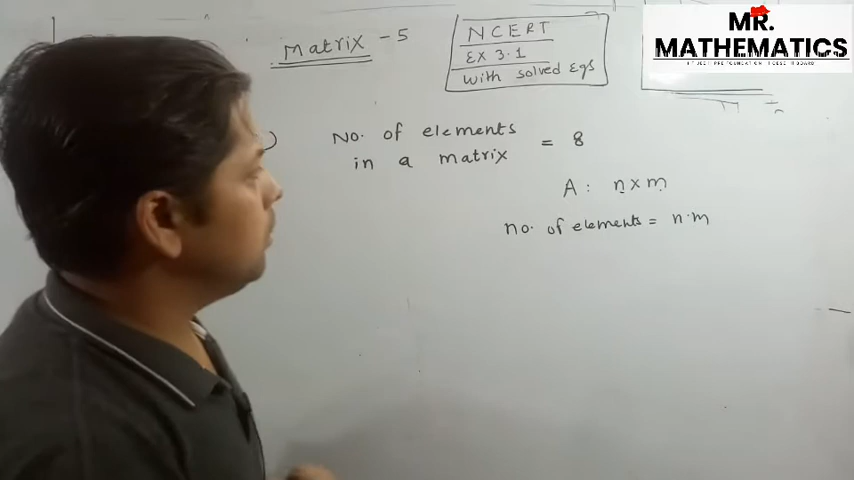 Matrix - 5
NCERT
Ex 3.1
with solved Egs
MR.
MATHEMATICS
No. of elements
in a matrix = 8
A : n x m
no. of elements = n.m